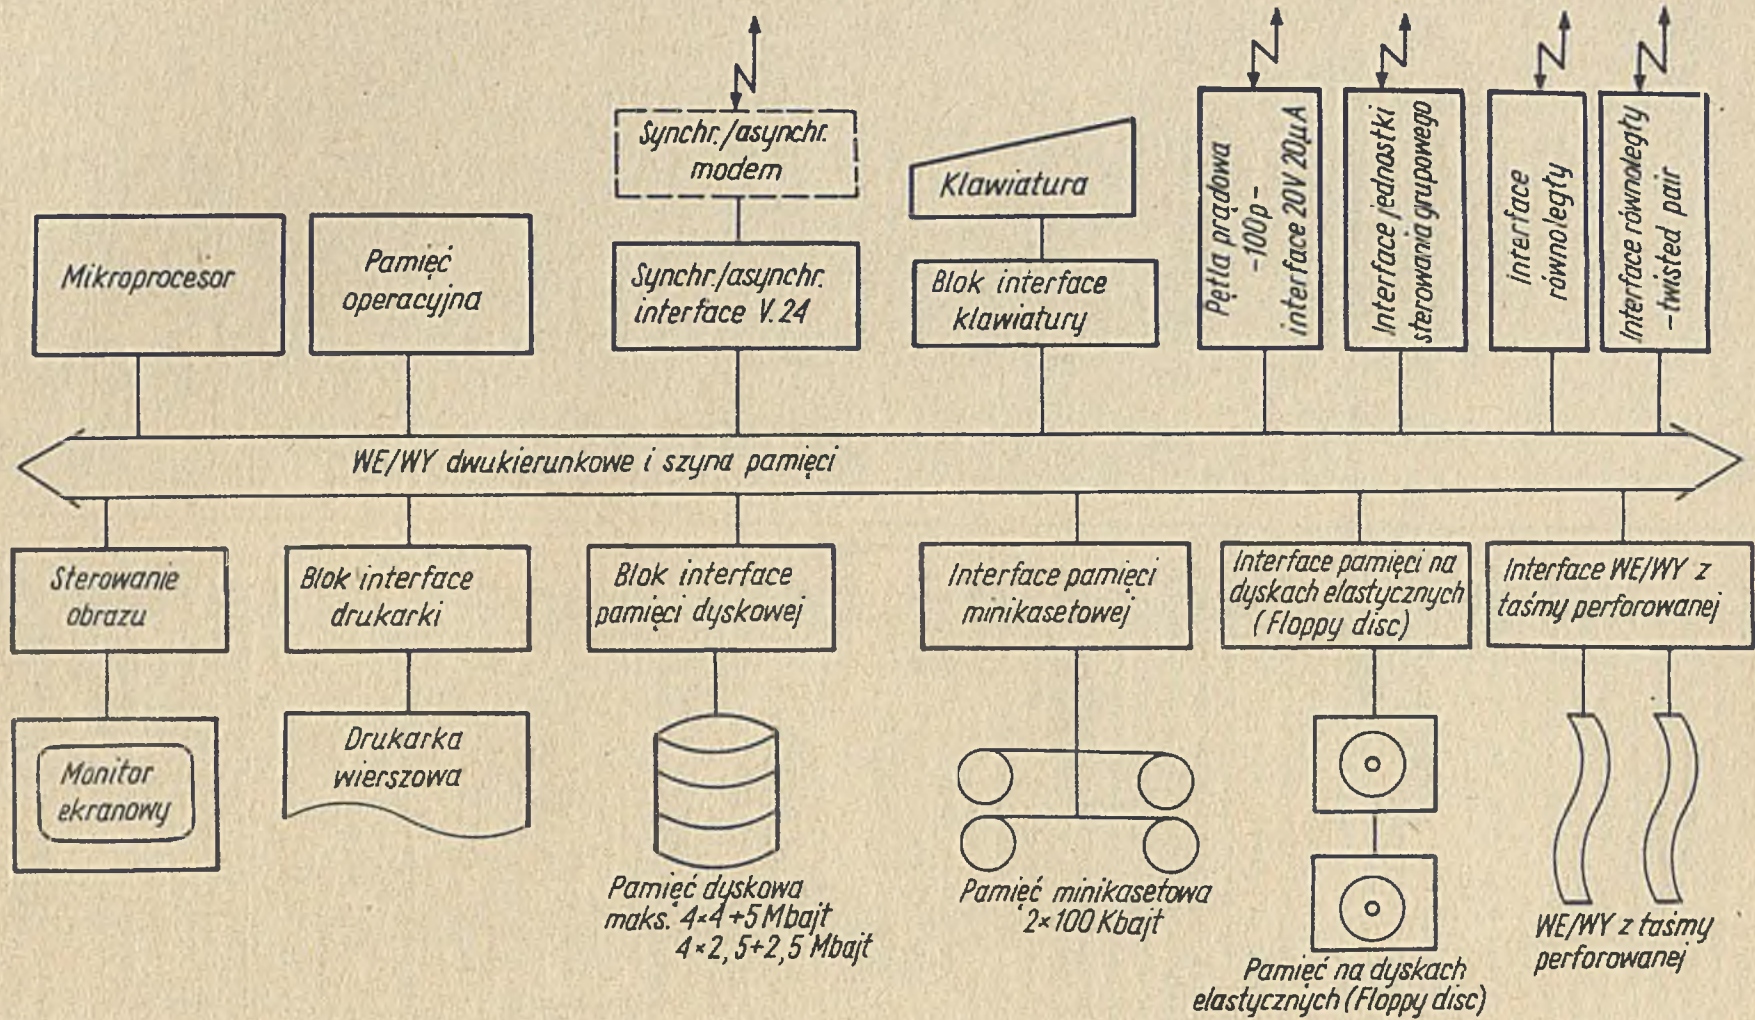 Synchr./asynchr.
modem
Klawiatura
Pętla prądowa
-100p-
interface 20V 20µA
Interface jednostki
sterowania grupowego
interface
równoległy
Interface równoległy
-twisted pair
Mikroprocesor
Pamięć
operacyjna
Synchr./asynchr.
interface V.24
Blok interface
klawiatury
WE/WY dwukierunkowe i szyna pamięci
Sterowanie
obrazu
Blok interface
drukarki
Blok interface
pamięci dyskowej
Interface pamięci
minikasetowej
Interface pamięci na
dyskach elastycznych
(Floppy disc)
Interface WE/WY z
taśmy perforowanej
Monitor
ekranowy
Drukarka
wierszowa
Pamięć dyskowa
maks. 4×4+5 Mbajt
4×2,5+2,5 Mbajt
Pamięć minikasetowa
2×100 Kbajt
Pamięć na dyskach
elastycznych (Floppy disc)
WE/WY z taśmy
perforowanej